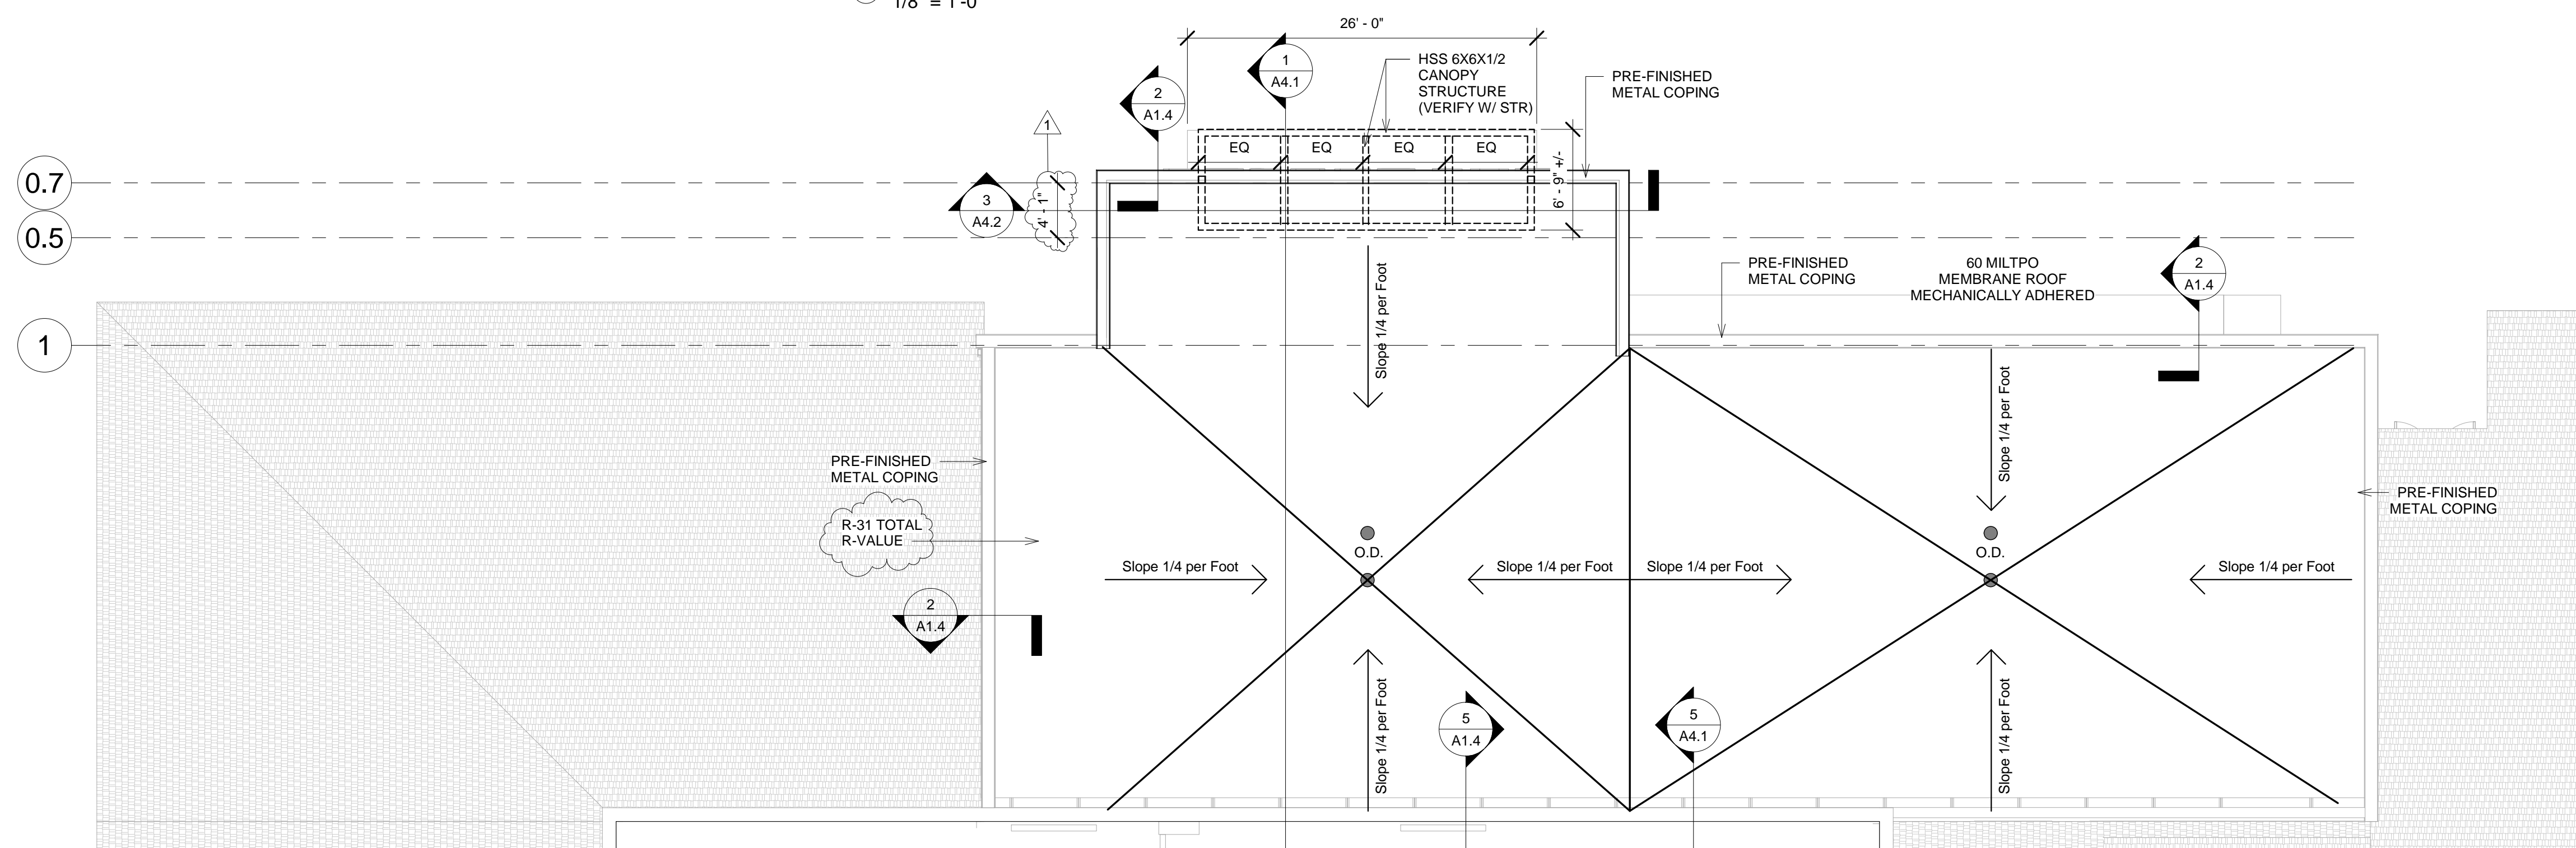 1/8" = 1'-0"
26' - 0"
1
A4.1
HSS 6X6X1/2
CANOPY
STRUCTURE
(VERIFY W/ STR)
PRE-FINISHED
METAL COPING
2
A1.4
1
EQ
EQ
EQ
EQ
6' - 9" +/-
0.7
3
A4.2
4' - 1"
0.5
PRE-FINISHED
METAL COPING
60 MILTPO
MEMBRANE ROOF
MECHANICALLY ADHERED
2
A1.4
1
Slope 1/4 per Foot
Slope 1/4 per Foot
PRE-FINISHED
METAL COPING
PRE-FINISHED
METAL COPING
R-31 TOTAL
R-VALUE
O.D.
O.D.
Slope 1/4 per Foot
Slope 1/4 per Foot
Slope 1/4 per Foot
Slope 1/4 per Foot
2
A1.4
Slope 1/4 per Foot
5
A1.4
5
A4.1
Slope 1/4 per Foot